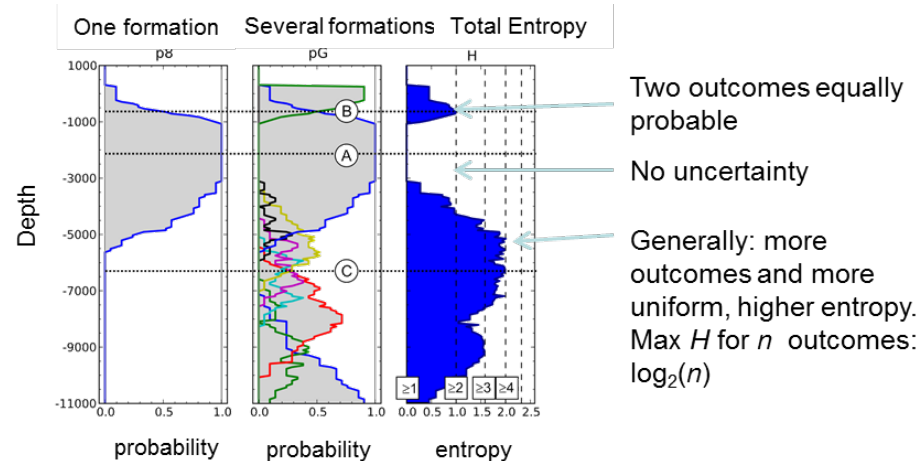 One formation
Several formations
Total Entropy
p8
pG
H
1000
-1000
-3000
-5000
-7000
-9000
-11000
Depth
B
A
C
≥1
≥2
≥3
≥4
0.0 0.5 1.0
0.0 0.5 1.0
0.0 0.5 1.0 1.5 2.0 2.5
probability
probability
entropy
Two outcomes equally
probable
No uncertainty
Generally: more
outcomes and more
uniform, higher entropy.
Max H for n outcomes:
log₂(n)